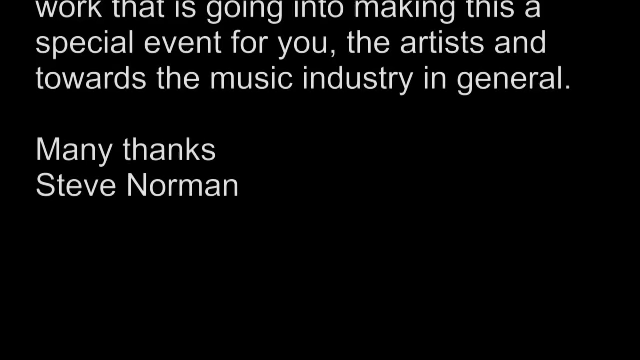 work that is going into making this a
special event for you, the artists and
towards the music industry in general.
Many thanks
Steve Norman